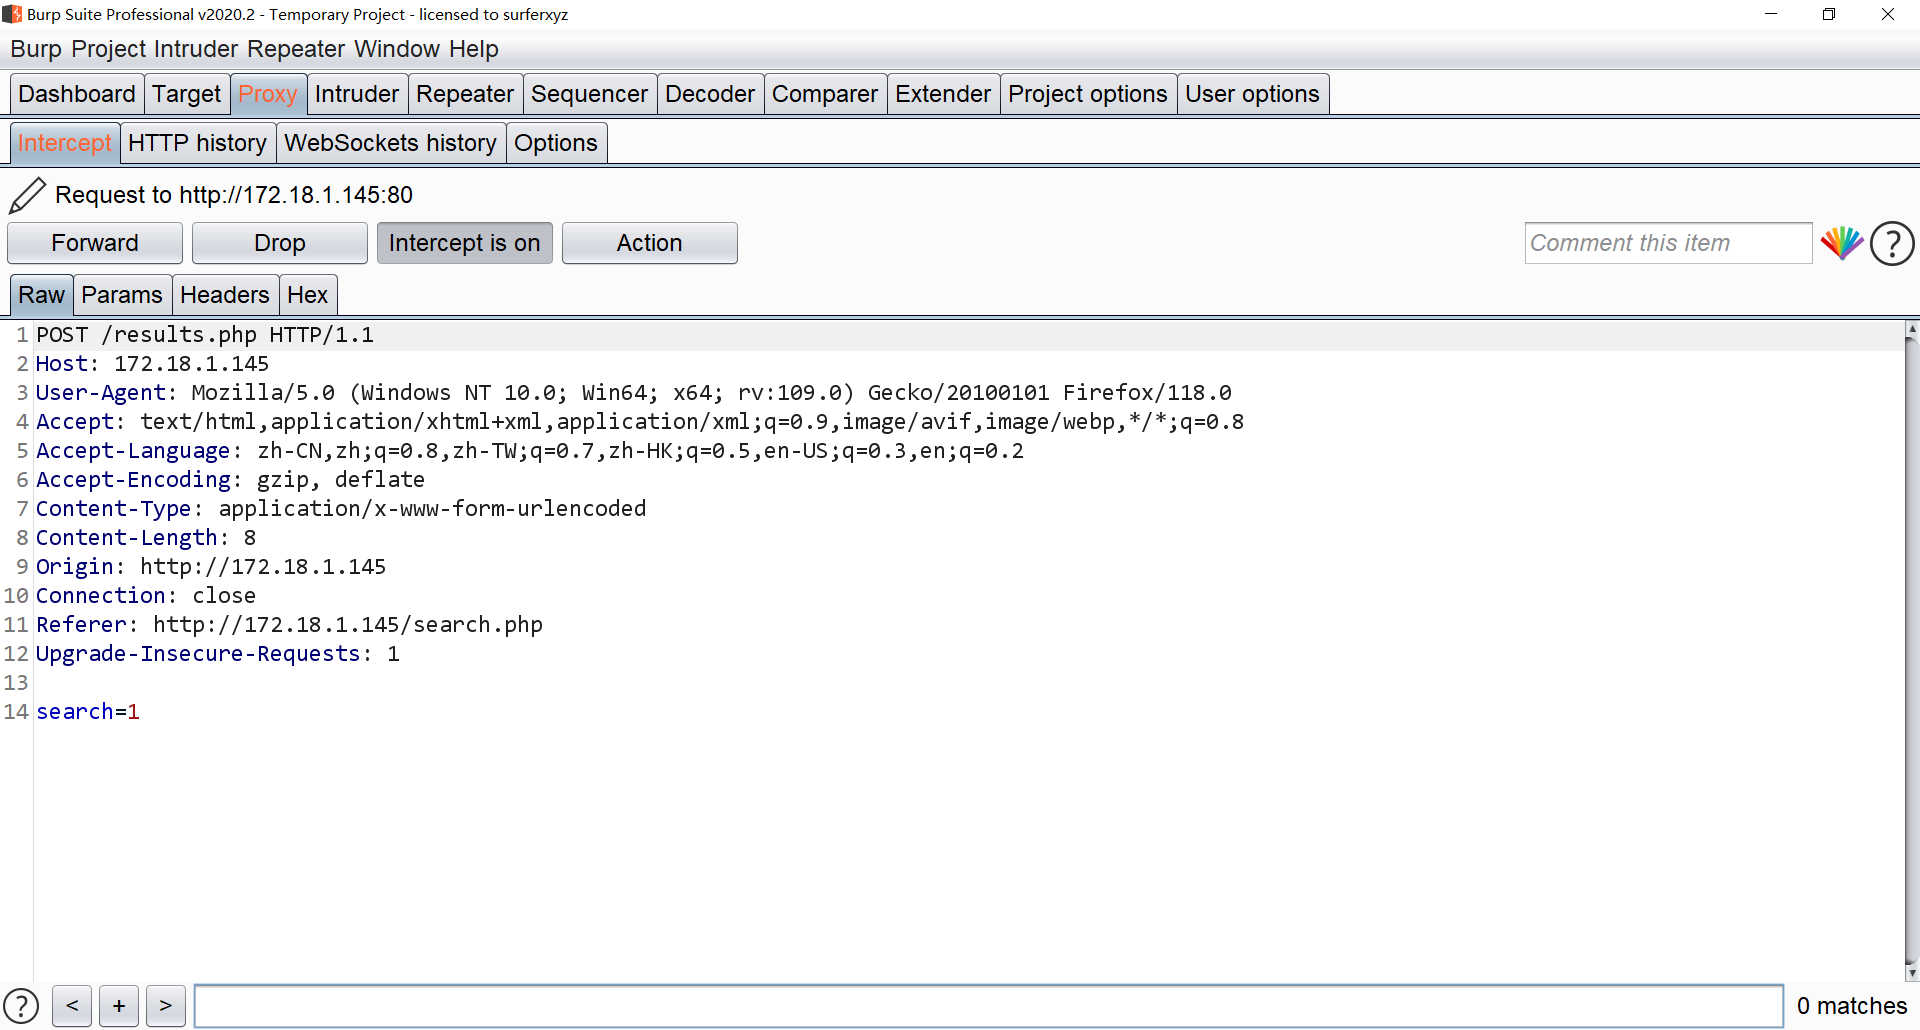 Burp Suite Professional v2020.2 - Temporary Project - licensed to surferxyz
Burp Project Intruder Repeater Window Help
Dashboard Target Proxy Intruder Repeater Sequencer Decoder Comparer Extender Project options User options
Intercept HTTP history WebSockets history Options
Request to http://172.18.1.145:80
Forward Drop Intercept is on Action Comment this item ?
Raw Params Headers Hex
1 POST /results.php HTTP/1.1
2 Host: 172.18.1.145
3 User-Agent: Mozilla/5.0 (Windows NT 10.0; Win64; x64; rv:109.0) Gecko/20100101 Firefox/118.0
4 Accept: text/html,application/xhtml+xml,application/xml;q=0.9,image/avif,image/webp,*/*;q=0.8
5 Accept-Language: zh-CN,zh;q=0.8,zh-TW;q=0.7,zh-HK;q=0.5,en-US;q=0.3,en;q=0.2
6 Accept-Encoding: gzip, deflate
7 Content-Type: application/x-www-form-urlencoded
8 Content-Length: 8
9 Origin: http://172.18.1.145
10 Connection: close
11 Referer: http://172.18.1.145/search.php
12 Upgrade-Insecure-Requests: 1
13
14 search=1
? < + > 0 matches